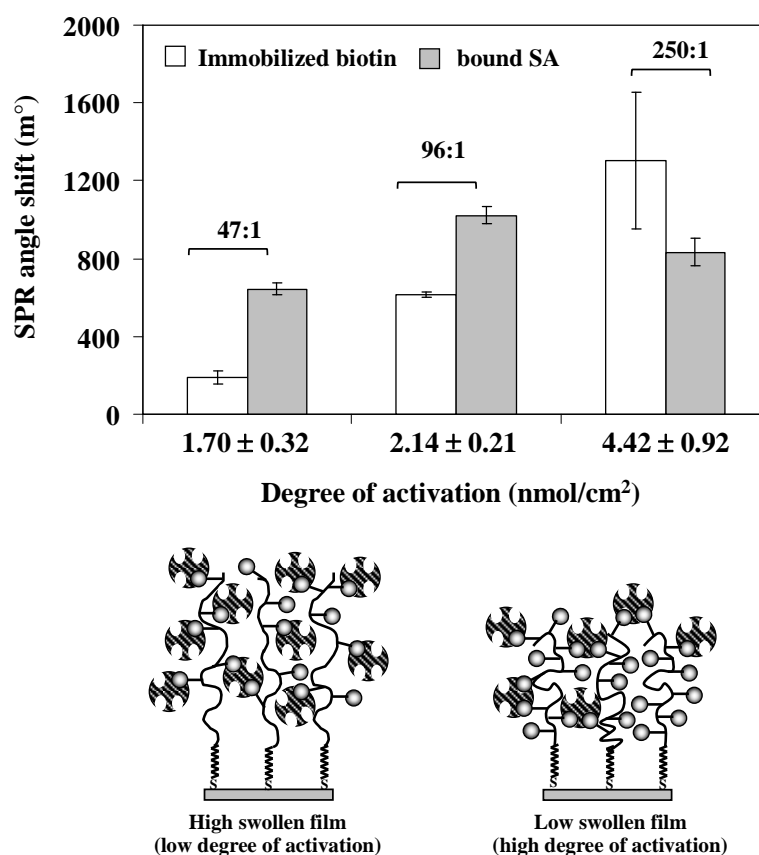 2000
1600
1200
800
400
0
SPR angle shift (m°)
Immobilized biotin
bound SA
47:1
96:1
250:1
1.70 ± 0.32
2.14 ± 0.21
4.42 ± 0.92
Degree of activation (nmol/cm²)
S
S
S
High swollen film
(low degree of activation)
S
S
S
Low swollen film
(high degree of activation)